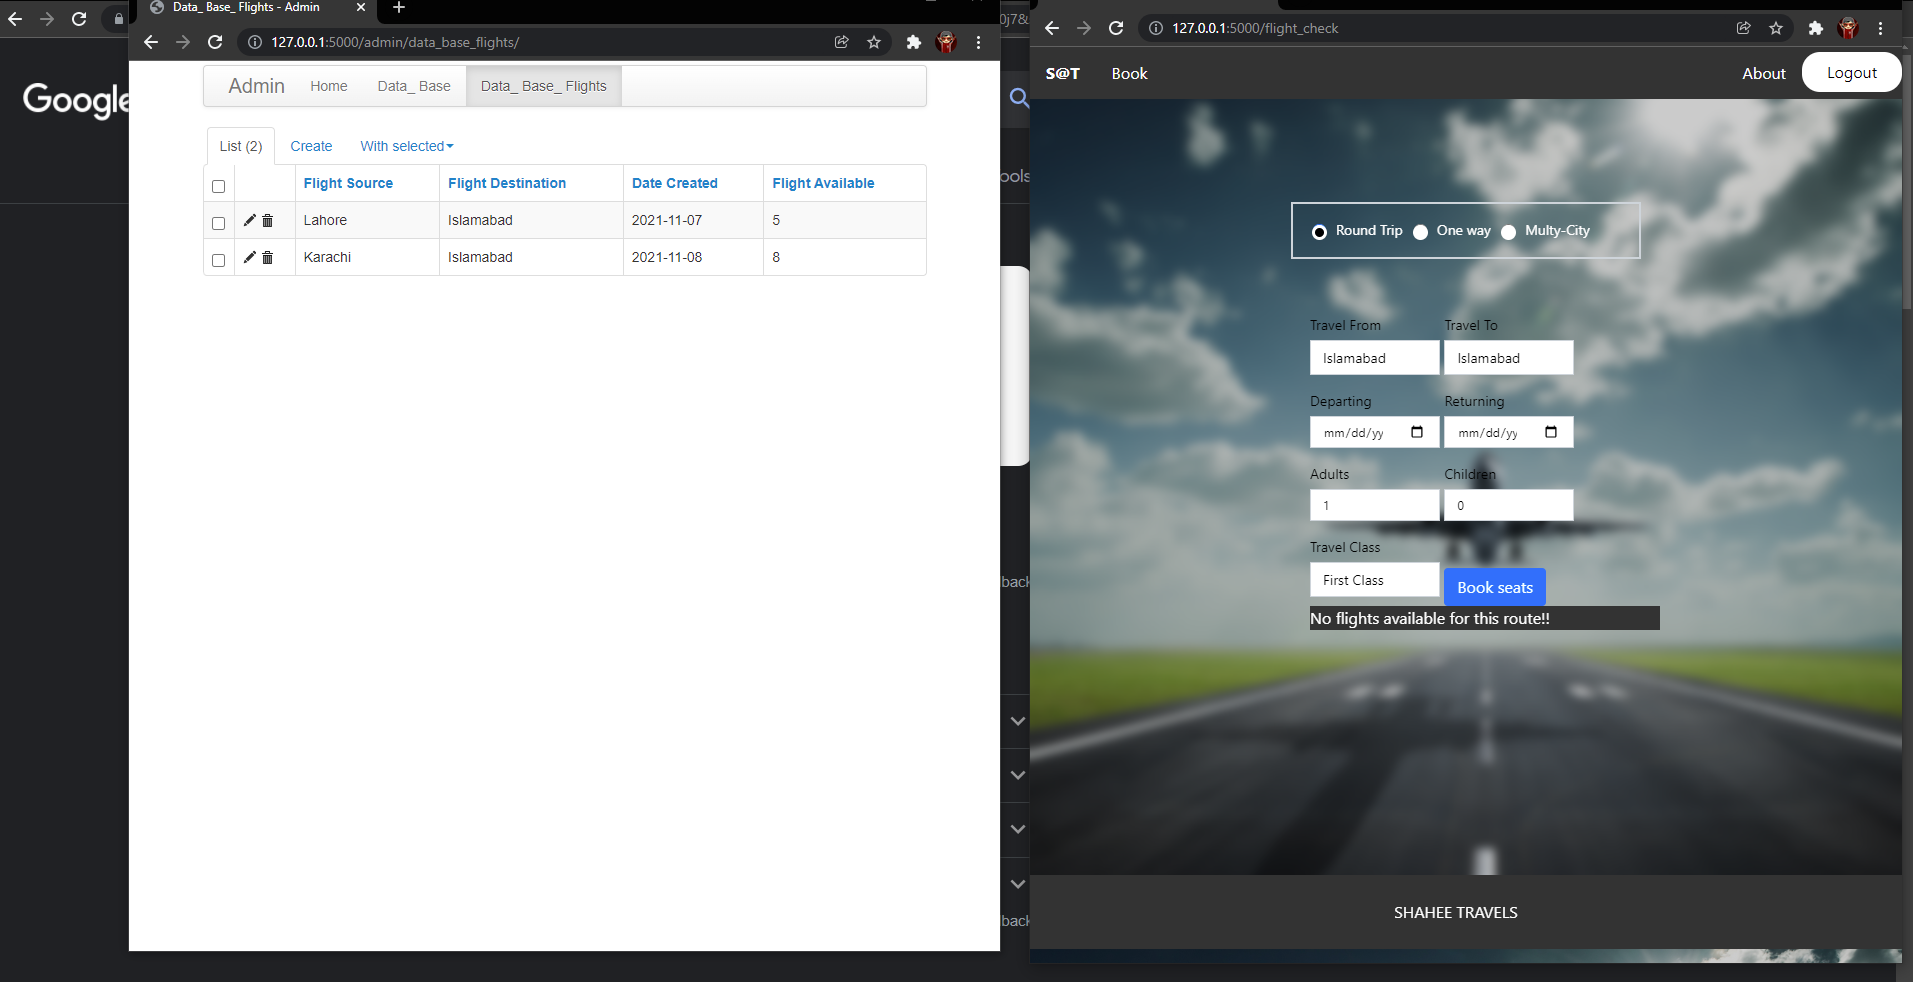 Data_ Base_ Flights - Admin
127.0.0.1:5000/admin/data_base_flights/
Google
Admin
Home
Data_ Base
Data_ Base_ Flights
List (2)
Create
With selected
Flight Source
Flight Destination
Date Created
Flight Available
Lahore
Islamabad
2021-11-07
5
Karachi
Islamabad
2021-11-08
8
0j7&
ools
back
back
127.0.0.1:5000/flight_check
S@T
Book
About
Logout
Round Trip
One way
Multy-City
Travel From
Travel To
Islamabad
Islamabad
Departing
Returning
mm/dd/yy
mm/dd/yy
Adults
Children
1
0
Travel Class
First Class
Book seats
No flights available for this route!!
SHAHEE TRAVELS